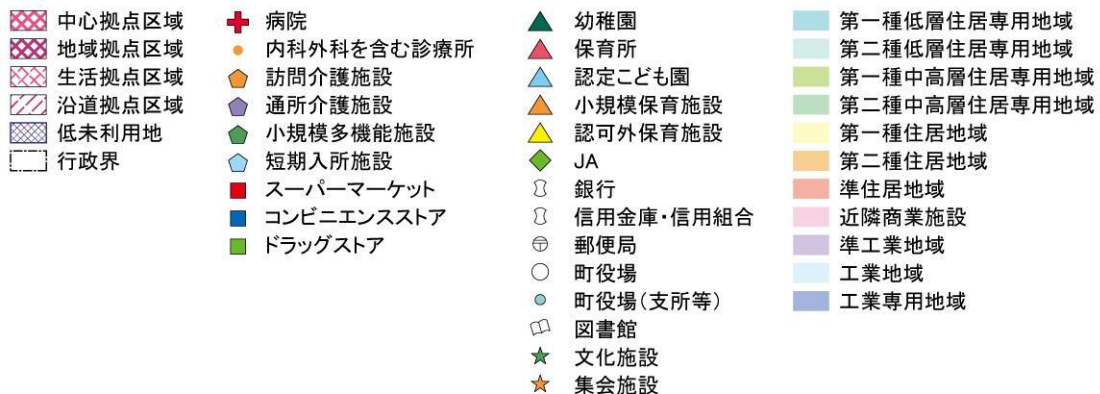 中心拠点区域
地域拠点区域
生活拠点区域
沿道拠点区域
低未利用地
行政界
病院
内科外科を含む診療所
訪問介護施設
通所介護施設
小規模多機能施設
短期入所施設
スーパーマーケット
コンビニエンスストア
ドラッグストア
幼稚園
保育所
認定こども園
小規模保育施設
認可外保育施設
JA
銀行
信用金庫・信用組合
郵便局
町役場
町役場(支所等)
図書館
文化施設
集会施設
第一種低層住居専用地域
第二種低層住居専用地域
第一種中高層住居専用地域
第二種中高層住居専用地域
第一種住居地域
第二種住居地域
準住居地域
近隣商業施設
準工業地域
工業地域
工業専用地域